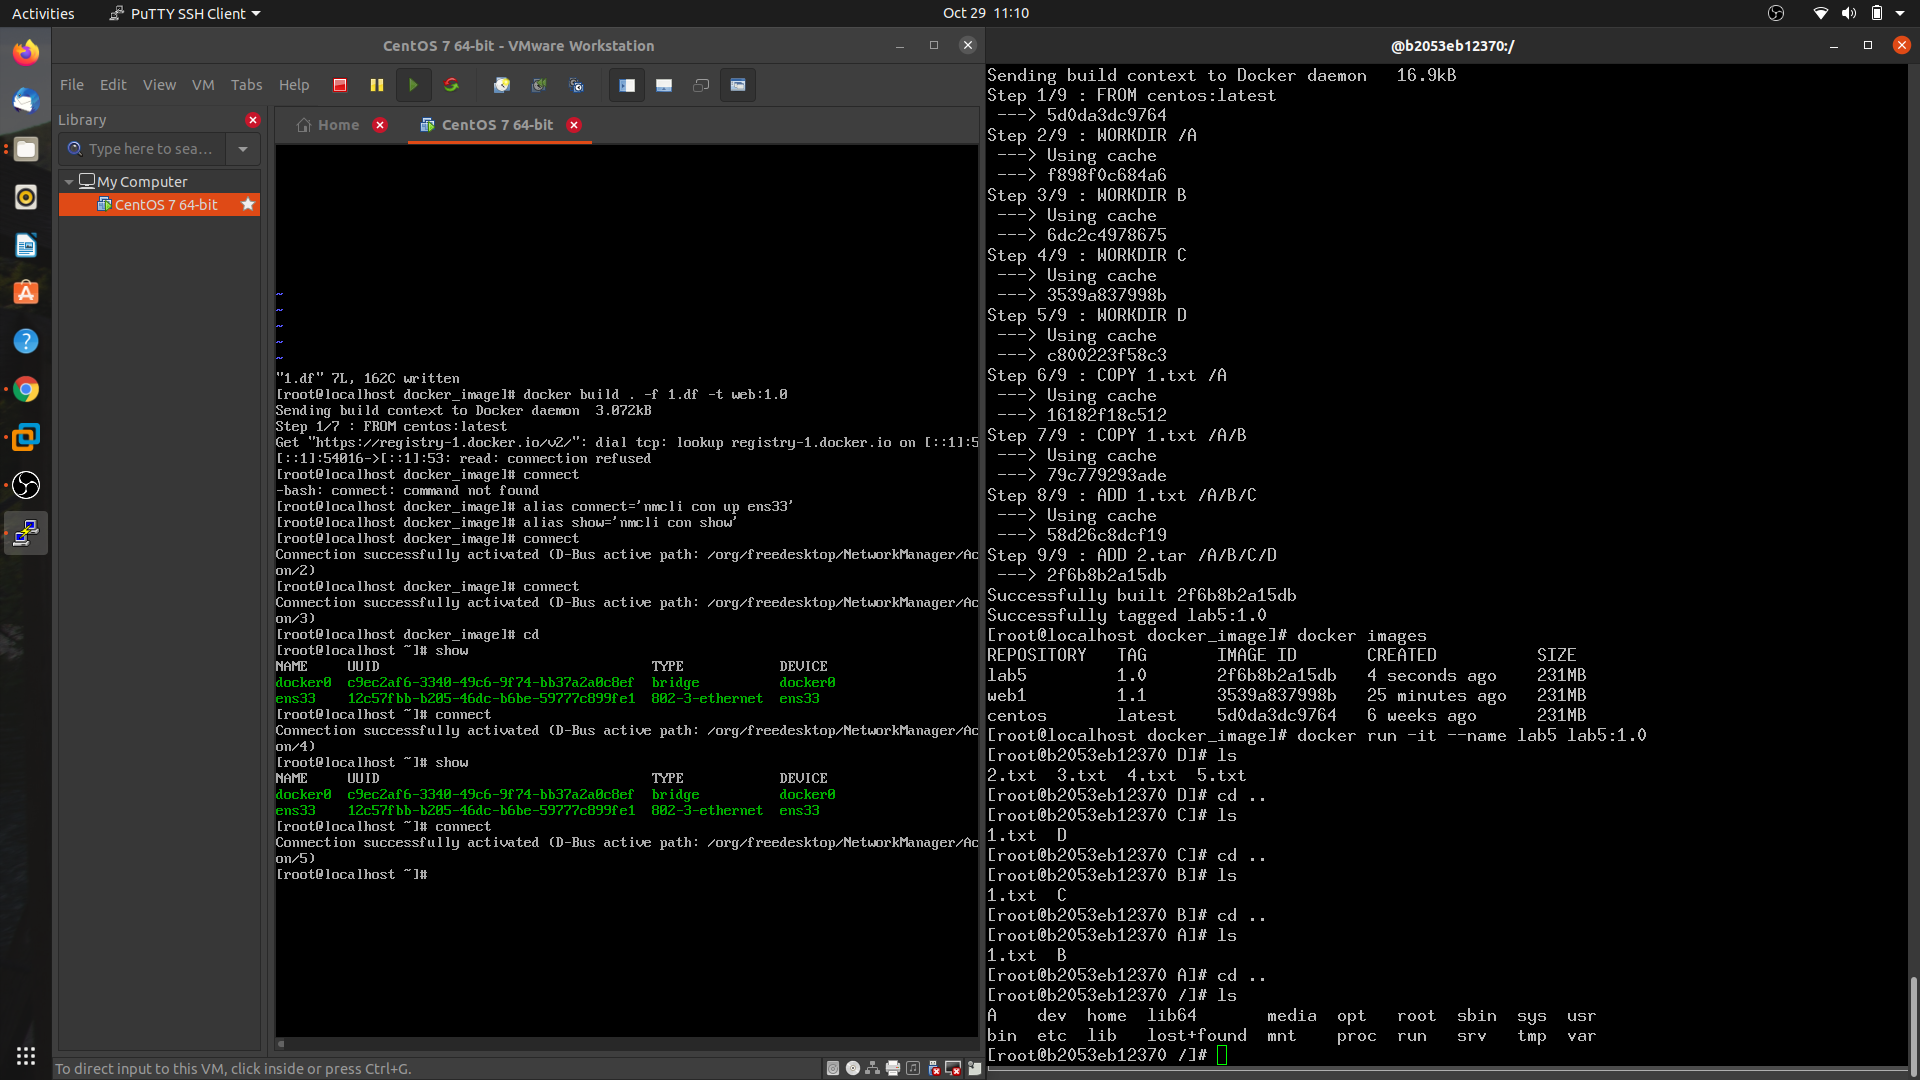 Activities
PuTTY SSH Client
Oct 29 11:10
CentOS 7 64-bit - VMware Workstation
File Edit View VM Tabs Help
Library
Type here to sea...
My Computer
CentOS 7 64-bit
Home
CentOS 7 64-bit
~
~
~
~
~
"1.df" 7L, 162C written
[root@localhost docker_image]# docker build . -f 1.df -t web:1.0
Sending build context to Docker daemon  3.072kB
Step 1/7 : FROM centos:latest
Get "https://registry-1.docker.io/v2/": dial tcp: lookup registry-1.docker.io on [::1]:5
[::1]:54016->[::1]:53: read: connection refused
[root@localhost docker_image]# connect
-bash: connect: command not found
[root@localhost docker_image]# alias connect='nmcli con up ens33'
[root@localhost docker_image]# alias show='nmcli con show'
[root@localhost docker_image]# connect
Connection successfully activated (D-Bus active path: /org/freedesktop/NetworkManager/Ac
on/2)
[root@localhost docker_image]# connect
Connection successfully activated (D-Bus active path: /org/freedesktop/NetworkManager/Ac
on/3)
[root@localhost docker_image]# cd
[root@localhost ~]# show
NAME     UUID                                  TYPE            DEVICE
docker0  c9ec2af6-3340-49c6-9f74-bb37a2a0c8ef  bridge          docker0
ens33    12c57fbb-b205-46dc-b6be-59777c899fe1  802-3-ethernet  ens33
[root@localhost ~]# connect
Connection successfully activated (D-Bus active path: /org/freedesktop/NetworkManager/Ac
on/4)
[root@localhost ~]# show
NAME     UUID                                  TYPE            DEVICE
docker0  c9ec2af6-3340-49c6-9f74-bb37a2a0c8ef  bridge          docker0
ens33    12c57fbb-b205-46dc-b6be-59777c899fe1  802-3-ethernet  ens33
[root@localhost ~]# connect
Connection successfully activated (D-Bus active path: /org/freedesktop/NetworkManager/Ac
on/5)
[root@localhost ~]#
To direct input to this VM, click inside or press Ctrl+G.
@b2053eb12370:/
Sending build context to Docker daemon   16.9kB
Step 1/9 : FROM centos:latest
 ---> 5d0da3dc9764
Step 2/9 : WORKDIR /A
 ---> Using cache
 ---> f898f0c684a6
Step 3/9 : WORKDIR B
 ---> Using cache
 ---> 6dc2c4978675
Step 4/9 : WORKDIR C
 ---> Using cache
 ---> 3539a837998b
Step 5/9 : WORKDIR D
 ---> Using cache
 ---> c800223f58c3
Step 6/9 : COPY 1.txt /A
 ---> Using cache
 ---> 16182f18c512
Step 7/9 : COPY 1.txt /A/B
 ---> Using cache
 ---> 79c779293ade
Step 8/9 : ADD 1.txt /A/B/C
 ---> Using cache
 ---> 58d26c8dcf19
Step 9/9 : ADD 2.tar /A/B/C/D
 ---> 2f6b8b2a15db
Successfully built 2f6b8b2a15db
Successfully tagged lab5:1.0
[root@localhost docker_image]# docker images
REPOSITORY   TAG       IMAGE ID       CREATED          SIZE
lab5         1.0       2f6b8b2a15db   4 seconds ago    231MB
web1         1.1       3539a837998b   25 minutes ago   231MB
centos       latest    5d0da3dc9764   6 weeks ago      231MB
[root@localhost docker_image]# docker run -it --name lab5 lab5:1.0
[root@b2053eb12370 D]# ls
2.txt  3.txt  4.txt  5.txt
[root@b2053eb12370 D]# cd ..
[root@b2053eb12370 C]# ls
1.txt  D
[root@b2053eb12370 C]# cd ..
[root@b2053eb12370 B]# ls
1.txt  C
[root@b2053eb12370 B]# cd ..
[root@b2053eb12370 A]# ls
1.txt  B
[root@b2053eb12370 A]# cd ..
[root@b2053eb12370 /]# ls
A    dev  home  lib64       media  opt   root  sbin  sys  usr
bin  etc  lib   lost+found  mnt    proc  run   srv   tmp  var
[root@b2053eb12370 /]#